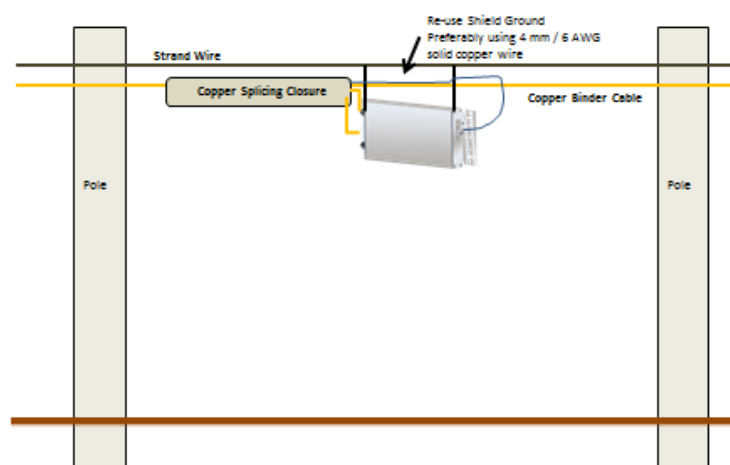 Re-use Shield Ground
Preferably using 4 mm / 6 AWG
solid copper wire
Strand Wire
Copper Splicing Closure
Copper Binder Cable
Pole
Pole